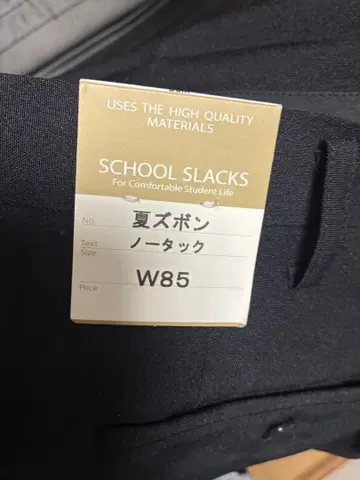 USES THE HIGH QUALITY
MATERIALS
SCHOOL SLACKS
For Comfortable Student Life
No. 夏ズボン
Text ノータック
Size W85
Price